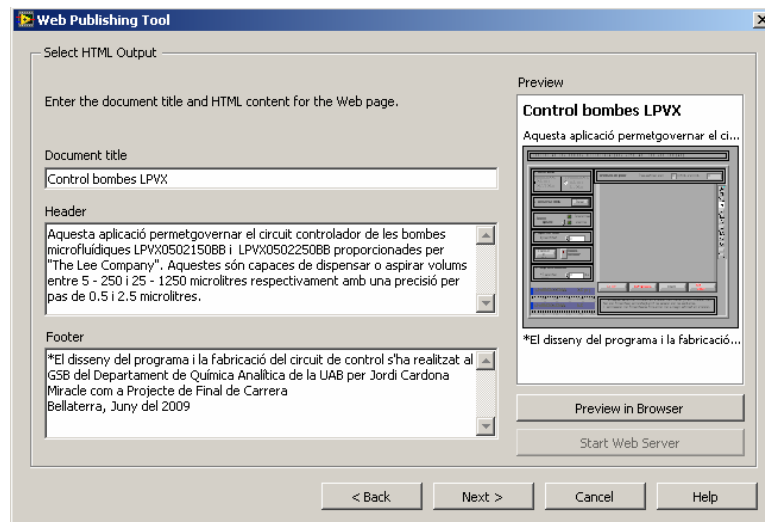 Web Publishing Tool
Select HTML Output
Enter the document title and HTML content for the Web page.
Document title
Control bombes LPVX
Header
Aquesta aplicació permetgovernar el circuit controlador de les bombes
microfluídiques LPVX0502150BB i  LPVX0502250BB proporcionades per
"The Lee Company". Aquestes són capaces de dispensar o aspirar volums
entre 5 - 250 i 25 - 1250 microlitres respectivament amb una precisió per
pas de 0.5 i 2.5 microlitres.
Footer
*El disseny del programa i la fabricació del circuit de control s'ha realitzat al
GSB del Departament de Química Analítica de la UAB per Jordi Cardona
Miracle com a Projecte de Final de Carrera
Bellaterra, Juny del 2009
Preview
Control bombes LPVX
Aquesta aplicació permetgovernar el ci...
*El disseny del programa i la fabricació...
Preview in Browser
Start Web Server
< Back
Next >
Cancel
Help